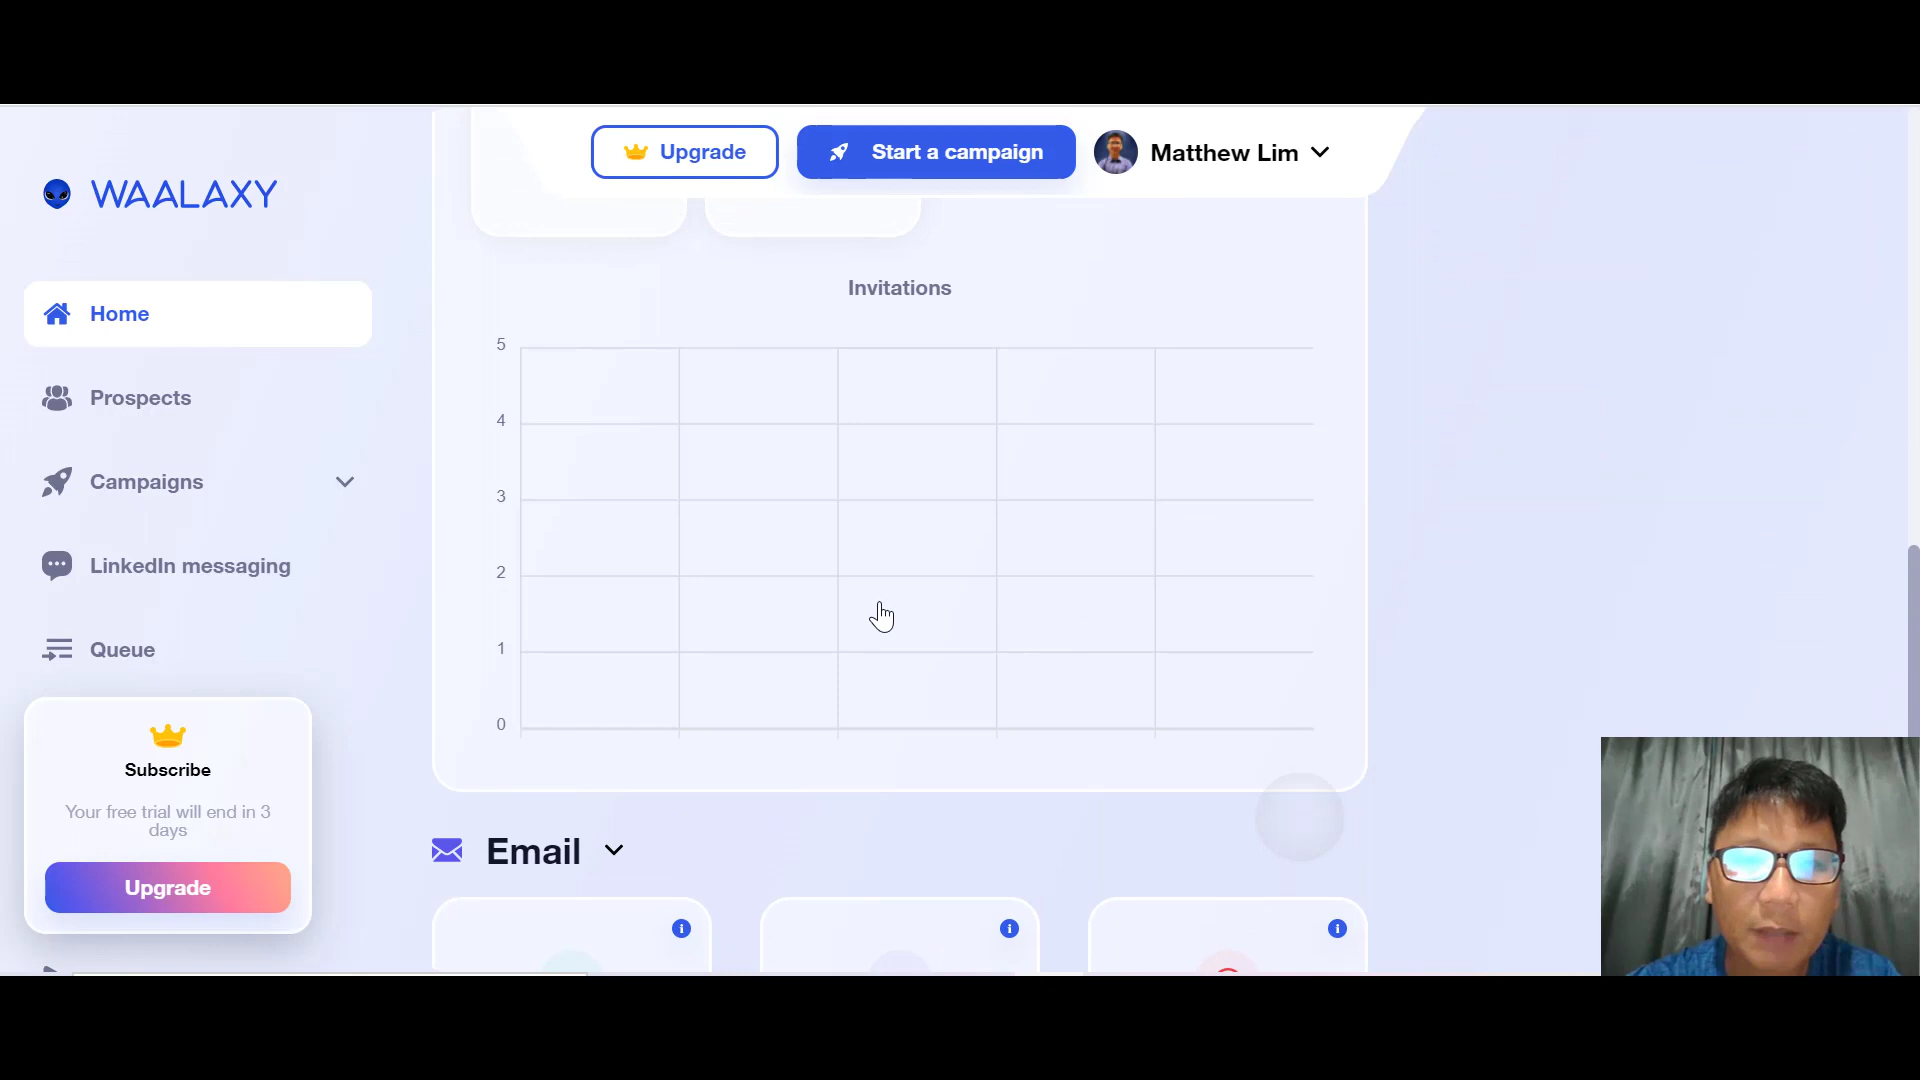 Upgrade
Start a campaign
Matthew Lim
WAALAXY
Home
Prospects
Campaigns
LinkedIn messaging
Queue
Subscribe
Your free trial will end in 3
days
Upgrade
Invitations
5
4
3
2
1
0
Email